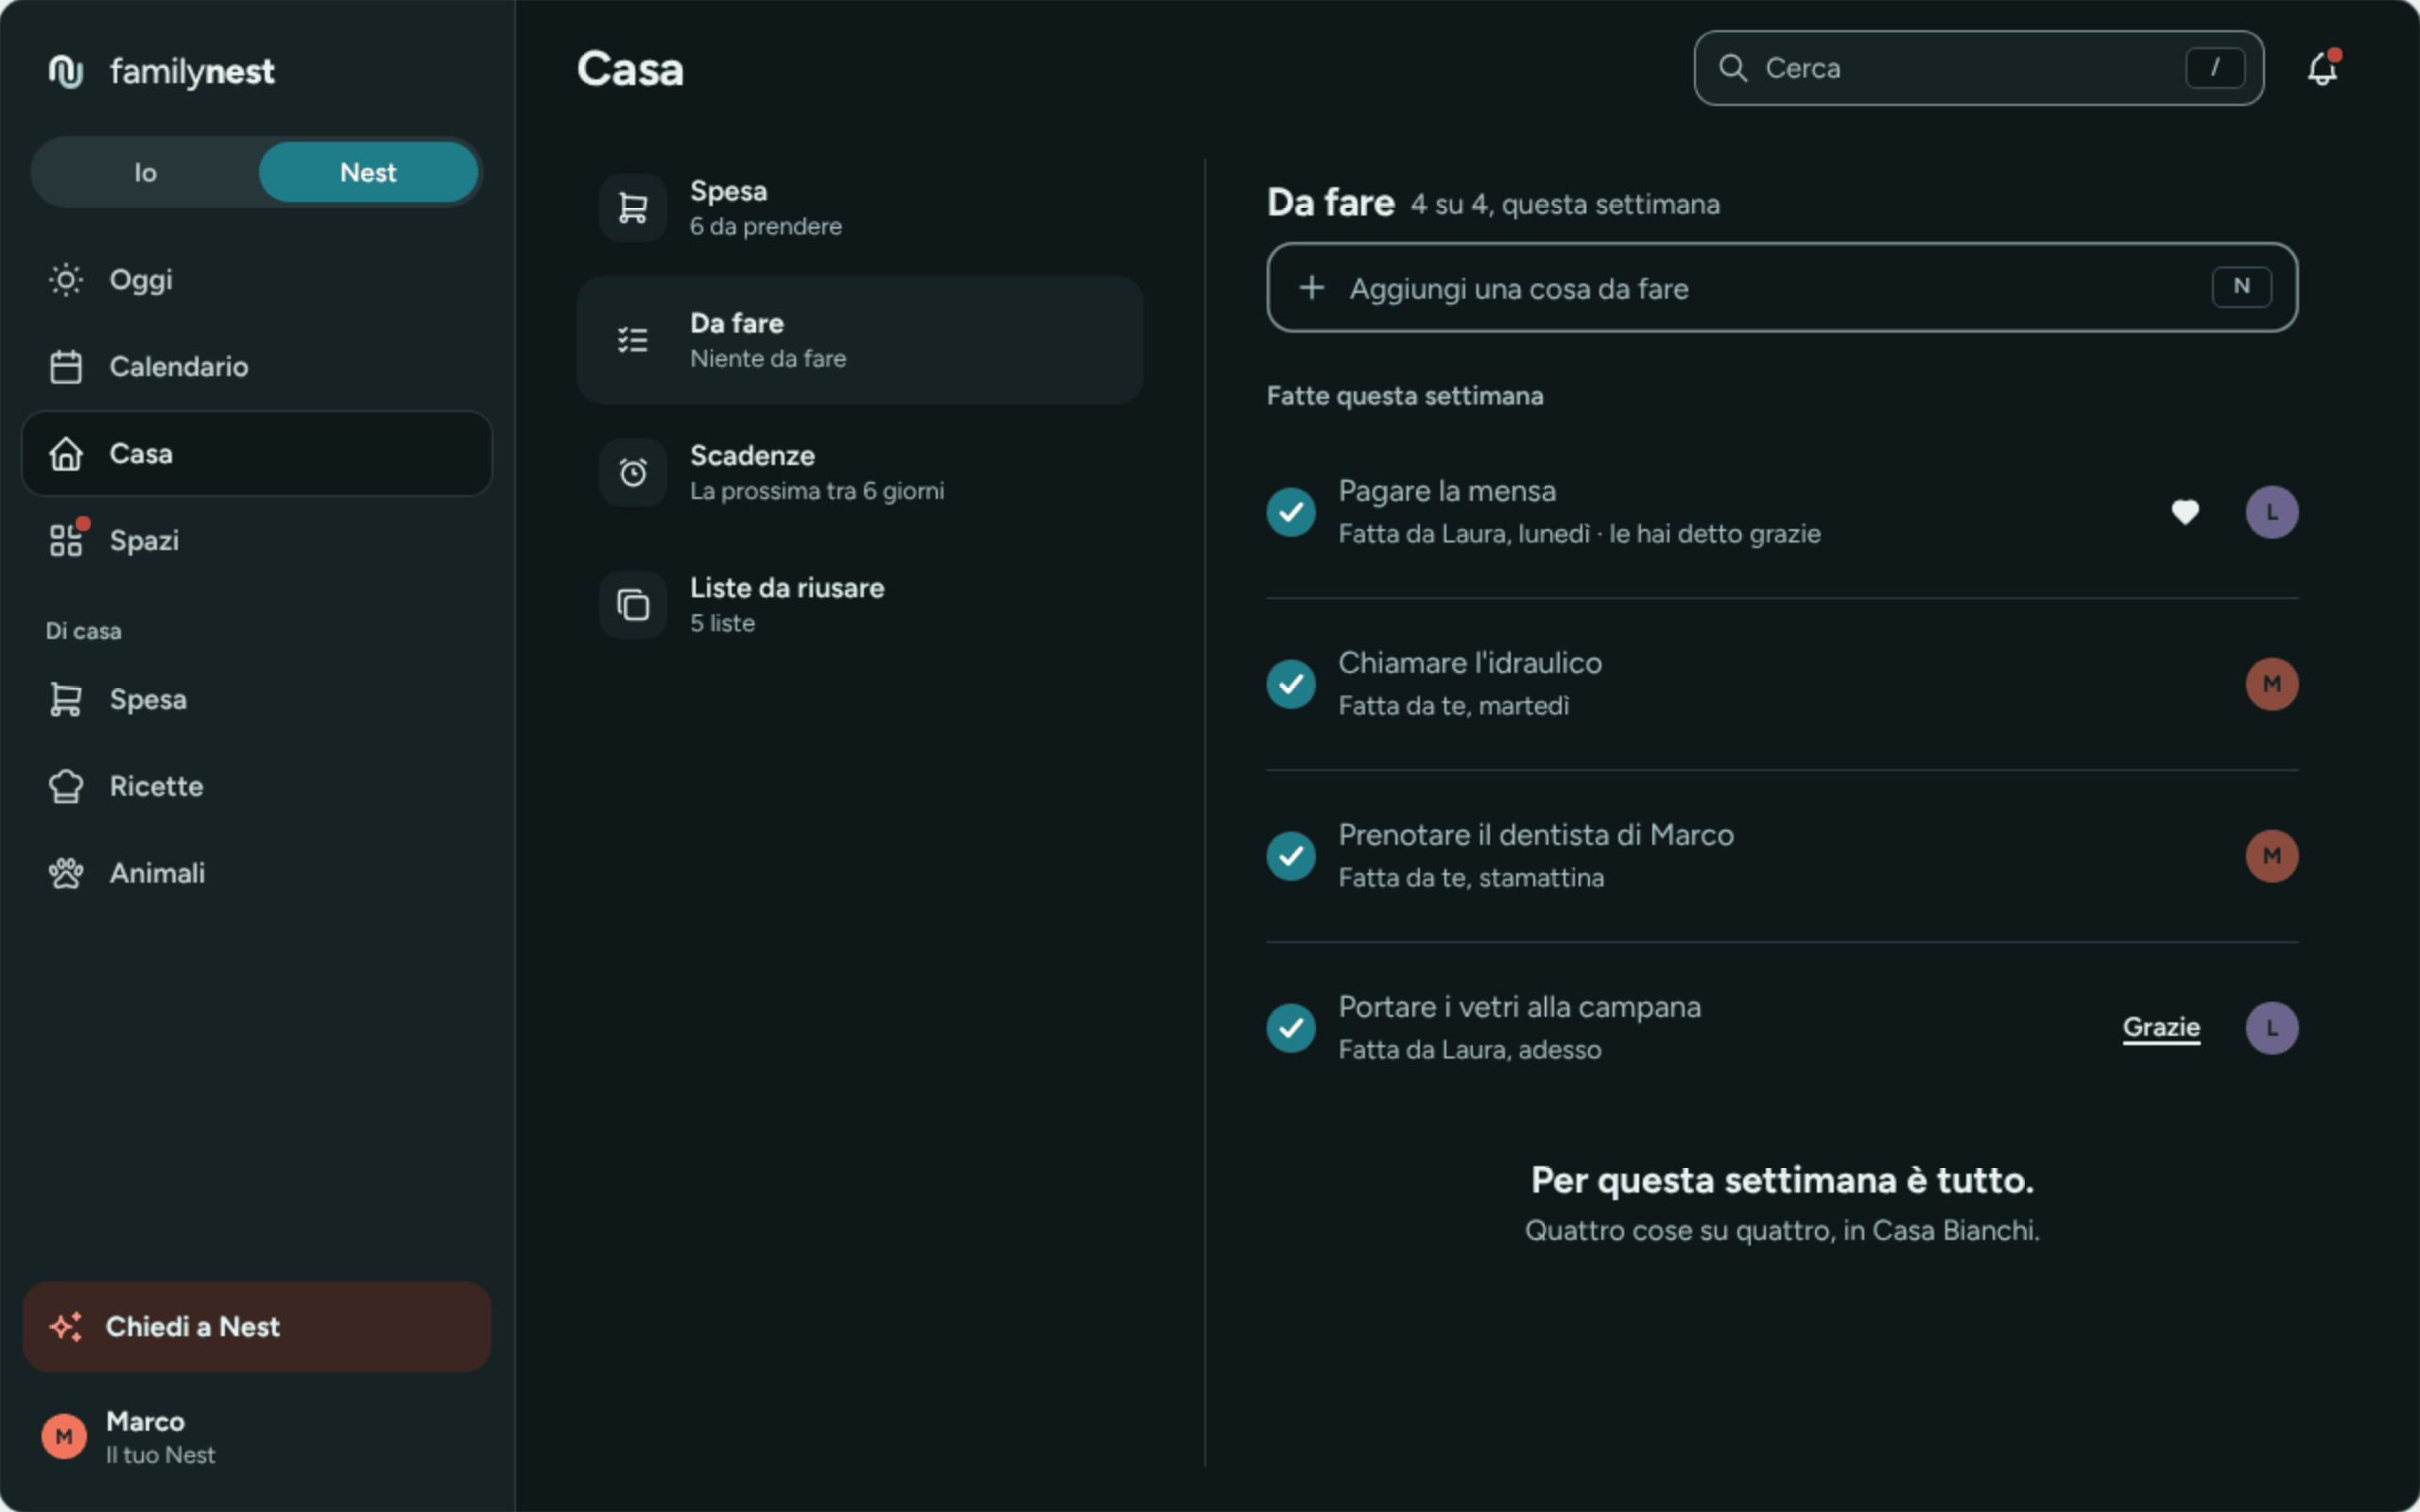 familynest
Io
Nest
Oggi
Calendario
Casa
Spazi
Di casa
Spesa
Ricette
Animali
Chiedi a Nest
M
Marco
Il tuo Nest
Casa
Cerca
/
Spesa
6 da prendere
Da fare
Niente da fare
Scadenze
La prossima tra 6 giorni
Liste da riusare
5 liste
Da fare 4 su 4, questa settimana
Aggiungi una cosa da fare
N
Fatte questa settimana
Pagare la mensa
Fatta da Laura, lunedì · le hai detto grazie
L
Chiamare l'idraulico
Fatta da te, martedì
M
Prenotare il dentista di Marco
Fatta da te, stamattina
M
Portare i vetri alla campana
Fatta da Laura, adesso
Grazie
L
Per questa settimana è tutto.
Quattro cose su quattro, in Casa Bianchi.